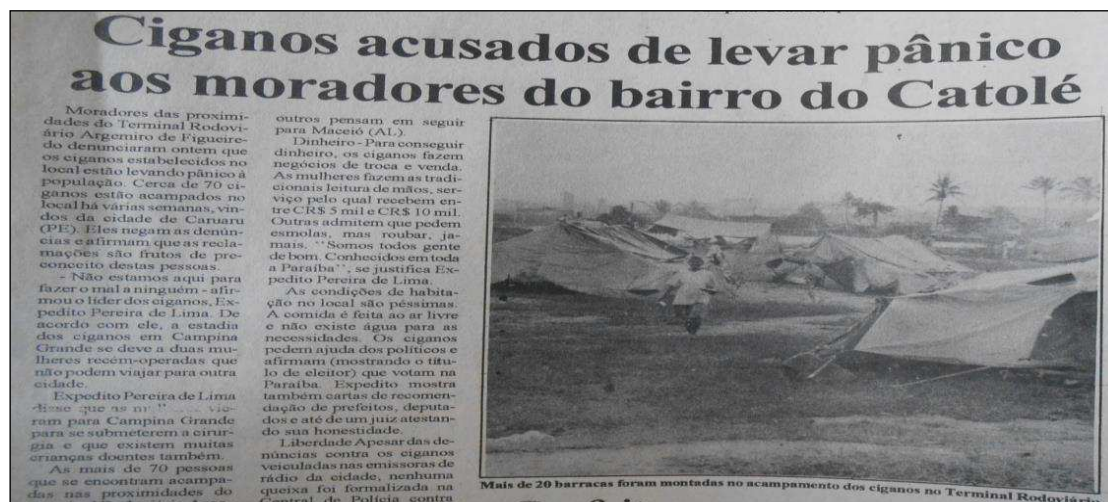 Ciganos acusados de levar pânico
aos moradores do bairro do Catolé
Moradores das proximi-
dades do Terminal Rodovi-
ário Argemiro de Figueire-
do denunciaram ontem que
os ciganos estabelecidos no
local estão levando pânico à
população. Cerca de 70 ci-
ganos estão acampados no
local há várias semanas, vin-
dos da cidade de Caruaru
(PE). Eles negam as denún-
cias e afirmam que as recla-
mações são frutos de pre-
conceito destas pessoas.
- Não estamos aqui para
fazer o mal a ninguém - afir-
mou o líder dos ciganos, Ex-
pedito Pereira de Lima. De
acordo com ele, a estadia
dos ciganos em Campina
Grande se deve a duas mu-
lheres recém-operadas que
não podem viajar para outra
cidade.
Expedito Pereira de Lima
disse que as
ram para Campina Grande
para se submeterem a cirur-
gia e que existem muitas
crianças doentes também.
As mais de 70 pessoas
que se encontram acampa-
das nas proximidades do
outros pensam em seguir
para Maceió (AL).
Dinheiro - Para conseguir
dinheiro, os ciganos fazem
negócios de troca e venda.
As mulheres fazem as tradi-
cionais leitura de mãos, ser-
viço pelo qual recebem en-
tre CR$ 5 mil e CR$ 10 mil.
Outras admitem que pedem
esmolas, mas roubar, ja-
mais. "Somos todos gente
de bom. Conhecidos em toda
a Paraíba", se justifica Ex-
pedito Pereira de Lima.
As condições de habita-
ção no local são péssimas.
A comida é feita ao ar livre
e não existe água para as
necessidades. Os ciganos
pedem ajuda dos políticos e
afirmam (mostrando o títu-
lo de eleitor) que votam na
Paraíba. Expedito mostra
também cartas de recomen-
dação de prefeitos, deputa-
dos e até de um juiz atestan-
do sua honestidade.
Liberdade Apesar das de-
núncias contra os ciganos
veiculadas nas emissoras de
rádio da cidade, nenhuma
queixa foi formalizada na
Central de Polícia contra
Mais de 20 barracas foram montadas no acampamento dos ciganos no Terminal Rodoviário